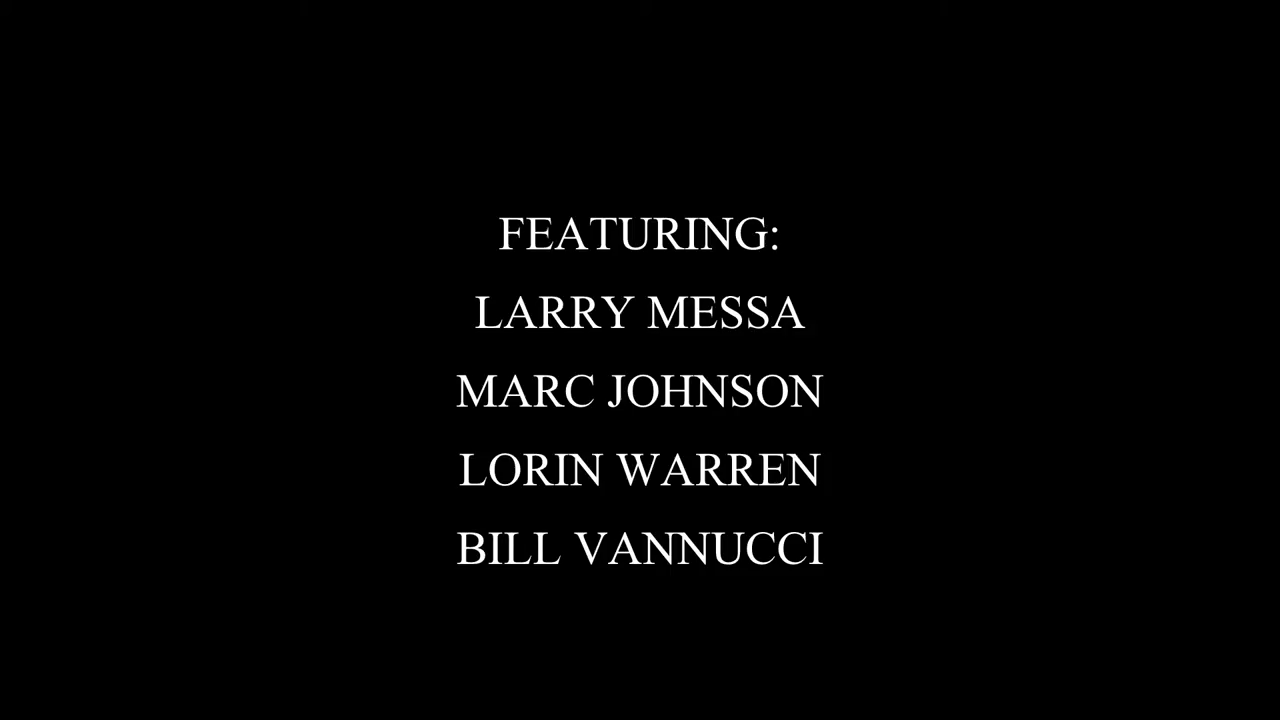 FEATURING:
LARRY MESSA
MARC JOHNSON
LORIN WARREN
BILL VANNUCCI